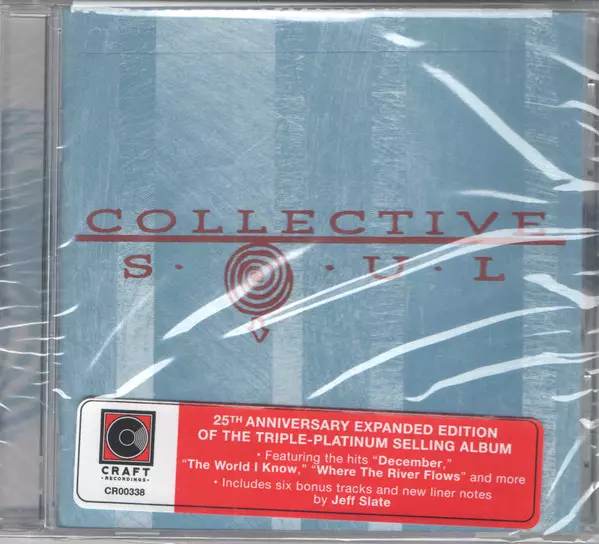 COLLECTIVE
S · O · U · L
CRAFT
RECORDINGS
CR00338
25TH ANNIVERSARY EXPANDED EDITION
OF THE TRIPLE-PLATINUM SELLING ALBUM
• Featuring the hits “December,”
“The World I Know,” “Where The River Flows” and more
• Includes six bonus tracks and new liner notes
by Jeff Slate